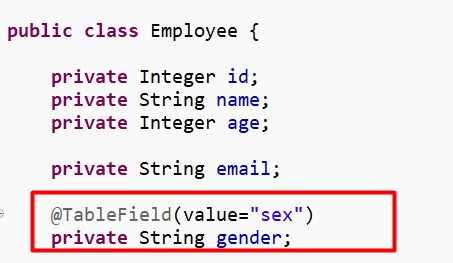 public class Employee {
private Integer id;
private String name;
private Integer age;
private String email;
@TableField(value="sex")
private String gender;